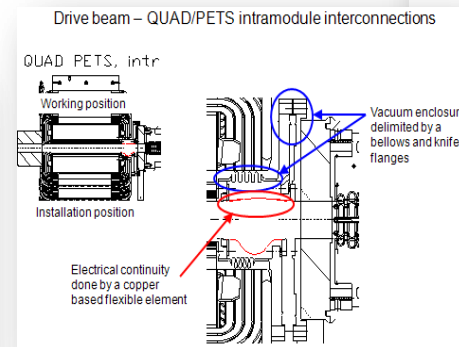 Drive beam – QUAD/PETS intramodule interconnections
QUAD PETS, intr
Working position
Installation position
Vacuum enclosur
delimited by a
bellows and knife
flanges
Electrical continuity
done by a copper
based flexible element